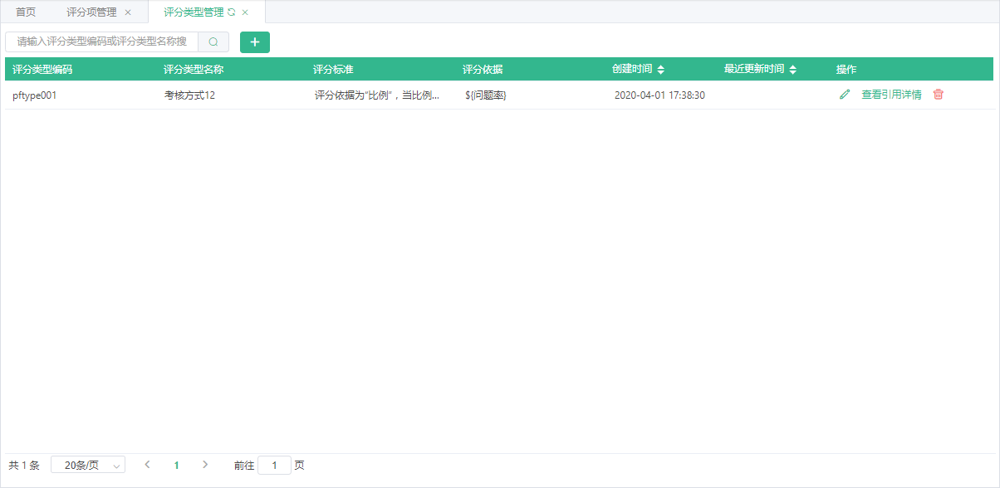 首页 评分项管理 评分类型管理
请输入评分类型编码或评分类型名称搜
评分类型编码 评分类型名称 评分标准 评分依据 创建时间 最近更新时间 操作
pftype001 考核方式12 评分依据为“比例”，当比例... ${问题率} 2020-04-01 17:38:30 查看引用详情
共 1 条 20条/页 1 前往 1 页